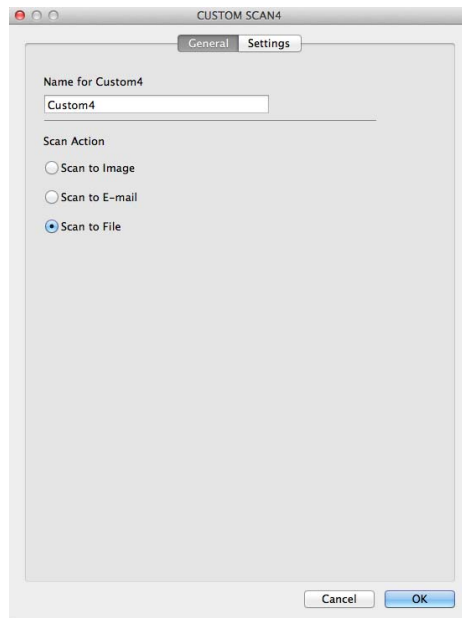 CUSTOM SCAN4
General Settings
Name for Custom4
Custom4
Scan Action
Scan to Image
Scan to E-mail
Scan to File
Cancel OK